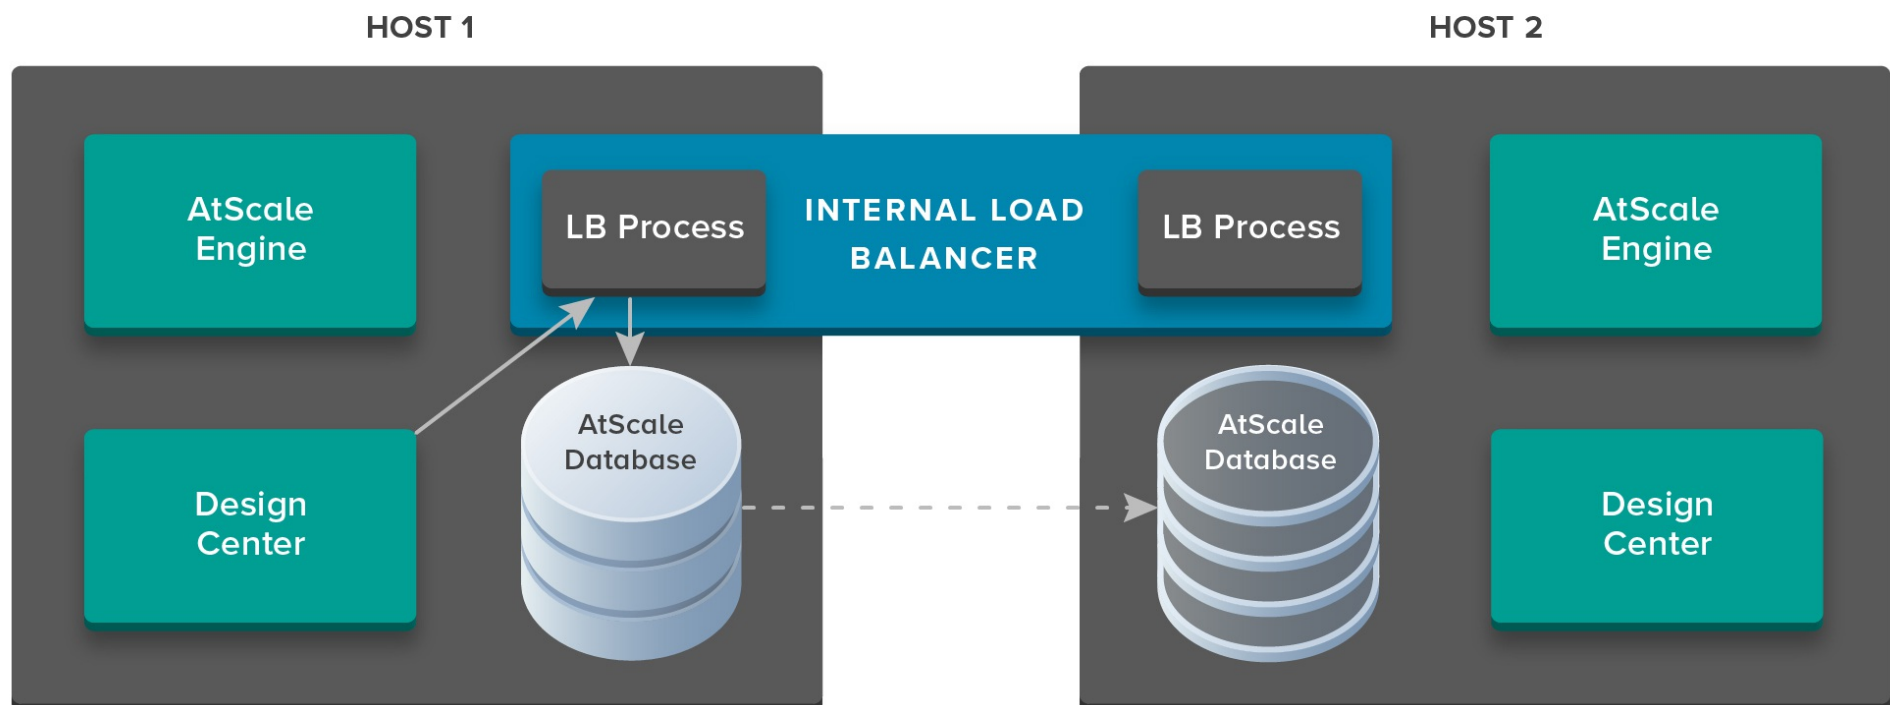 HOST 1
HOST 2
AtScale
Engine
LB Process
INTERNAL LOAD
BALANCER
LB Process
AtScale
Engine
AtScale
Database
AtScale
Database
Design
Center
Design
Center